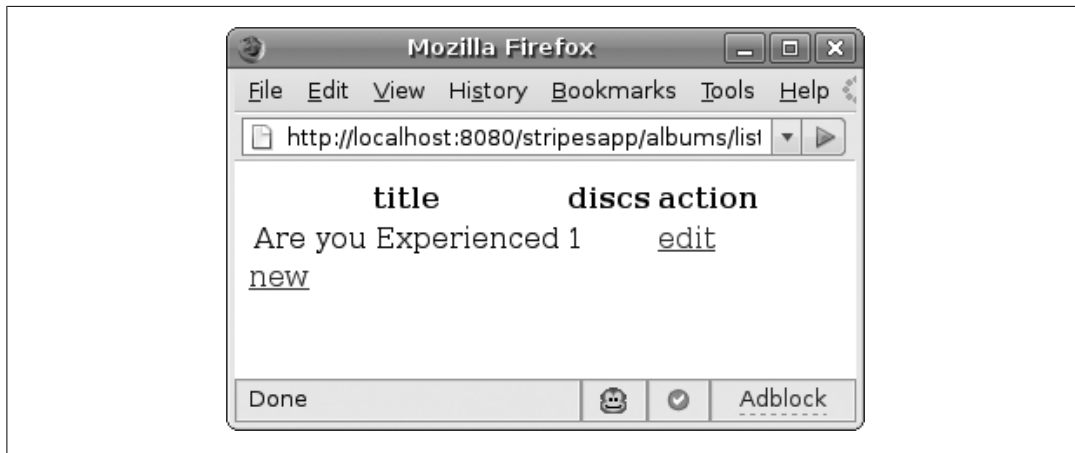 Mozilla Firefox
File Edit View History Bookmarks Tools Help
http://localhost:8080/stripesapp/albums/list
title discs action
Are you Experienced 1 edit
new
Done Adblock